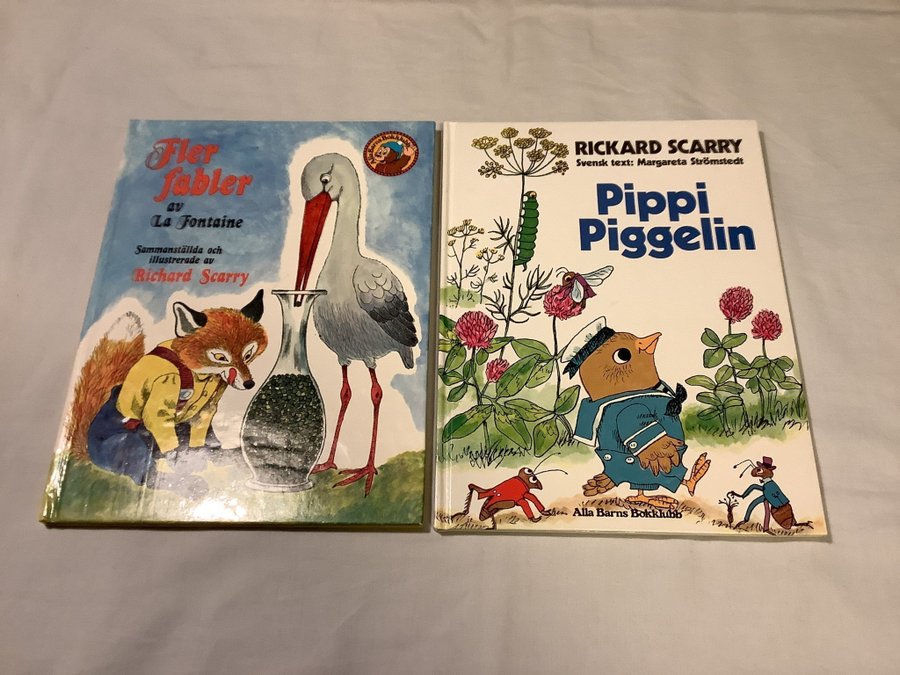 Fler
fabler
av
La Fontaine
Sammanställda och
illustrerade av
Richard Scarry
RICKARD SCARRY
Svensk text: Margareta Strömstedt
Pippi
Piggelin
Alla Barns Bokklubb